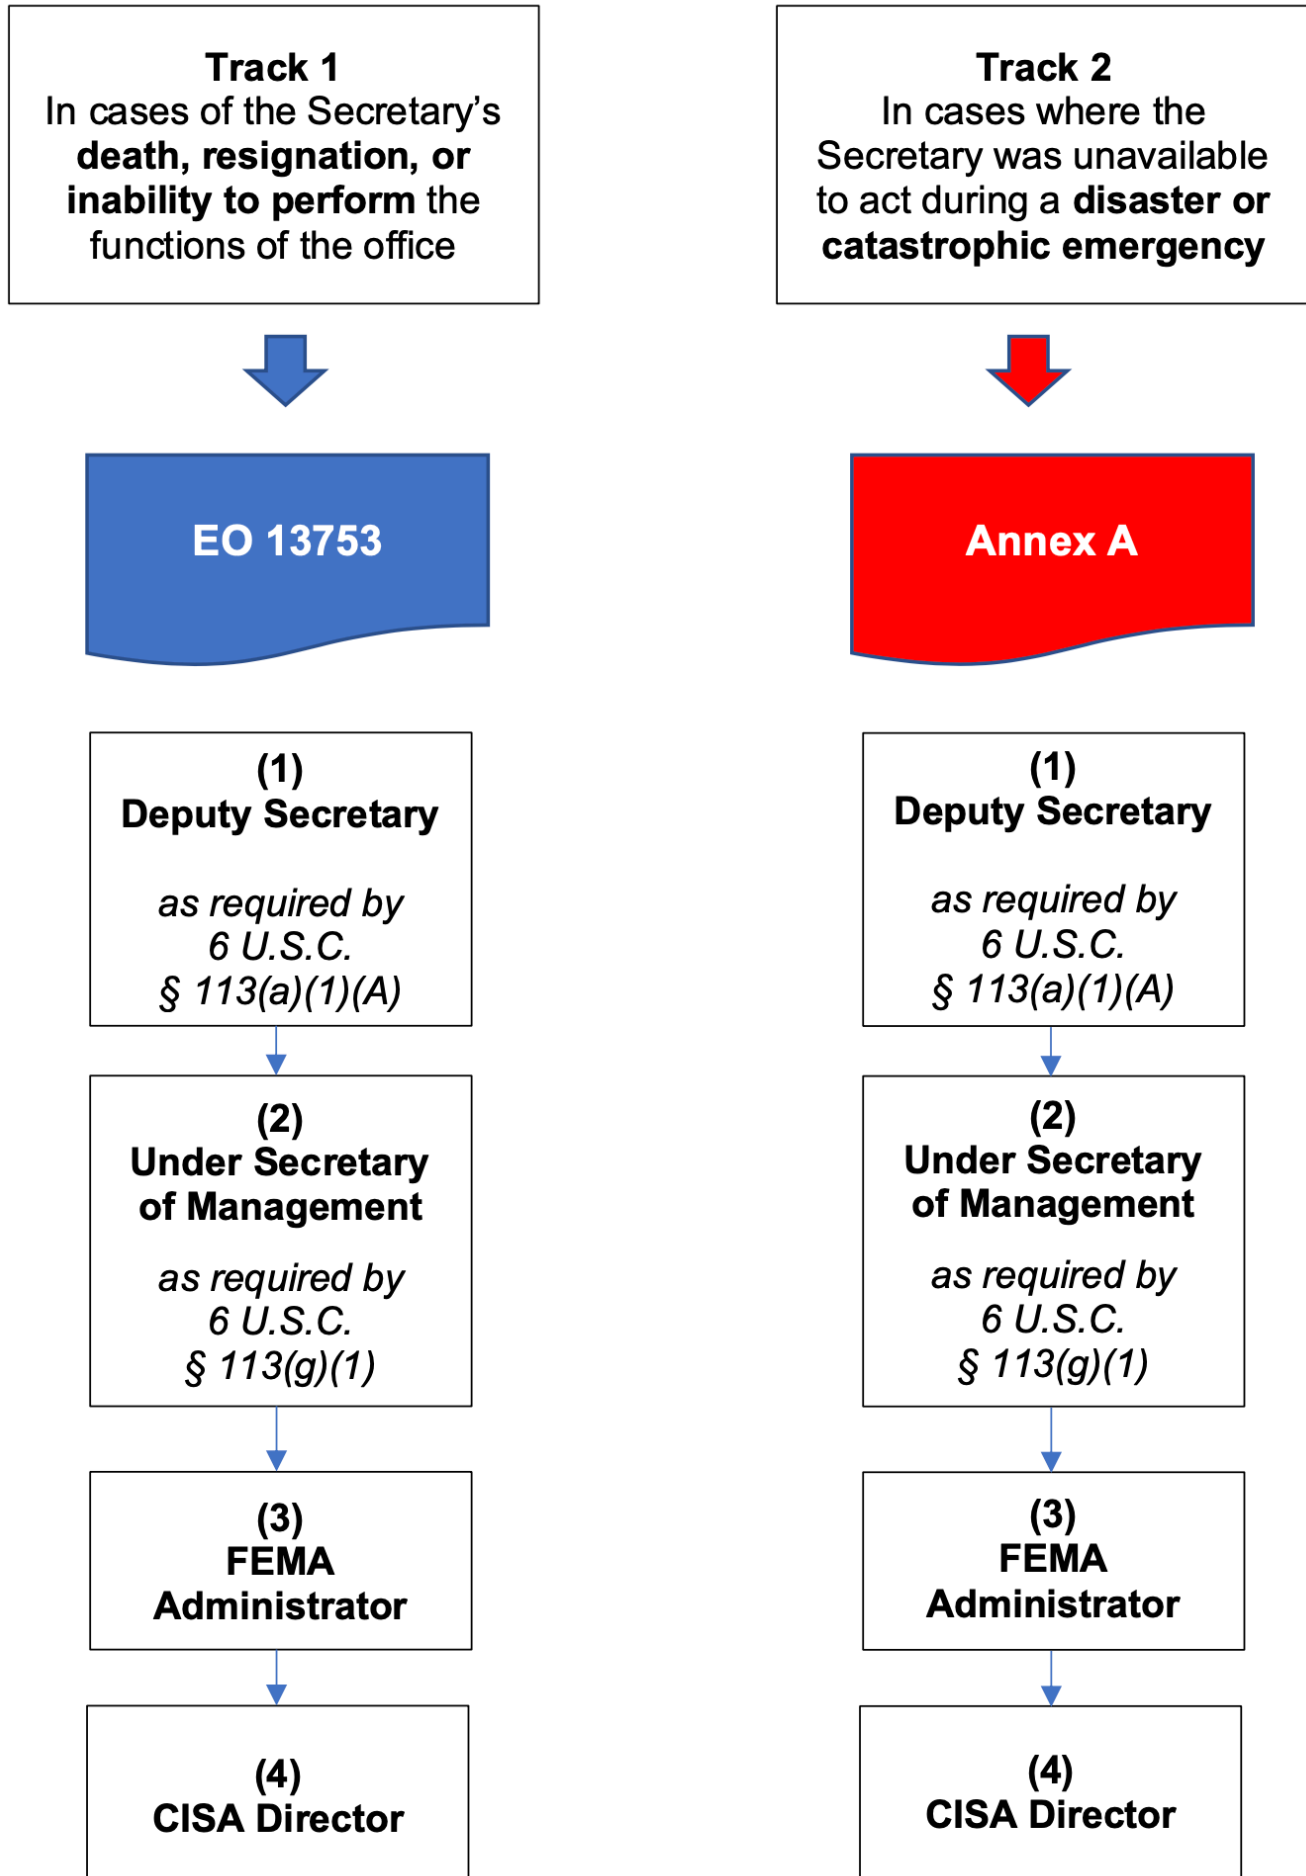 Track 1
In cases of the Secretary’s
death, resignation, or
inability to perform the
functions of the office
EO 13753
(1)
Deputy Secretary
as required by
6 U.S.C.
§ 113(a)(1)(A)
(2)
Under Secretary
of Management
as required by
6 U.S.C.
§ 113(g)(1)
(3)
FEMA
Administrator
(4)
CISA Director
Track 2
In cases where the
Secretary was unavailable
to act during a disaster or
catastrophic emergency
Annex A
(1)
Deputy Secretary
as required by
6 U.S.C.
§ 113(a)(1)(A)
(2)
Under Secretary
of Management
as required by
6 U.S.C.
§ 113(g)(1)
(3)
FEMA
Administrator
(4)
CISA Director